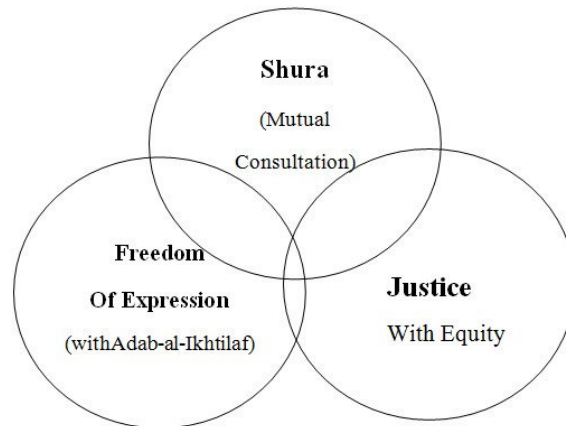 Shura
(Mutual
Consultation)
Freedom
Of Expression
(withAdab-al-Ikhtilaf)
Justice
With Equity